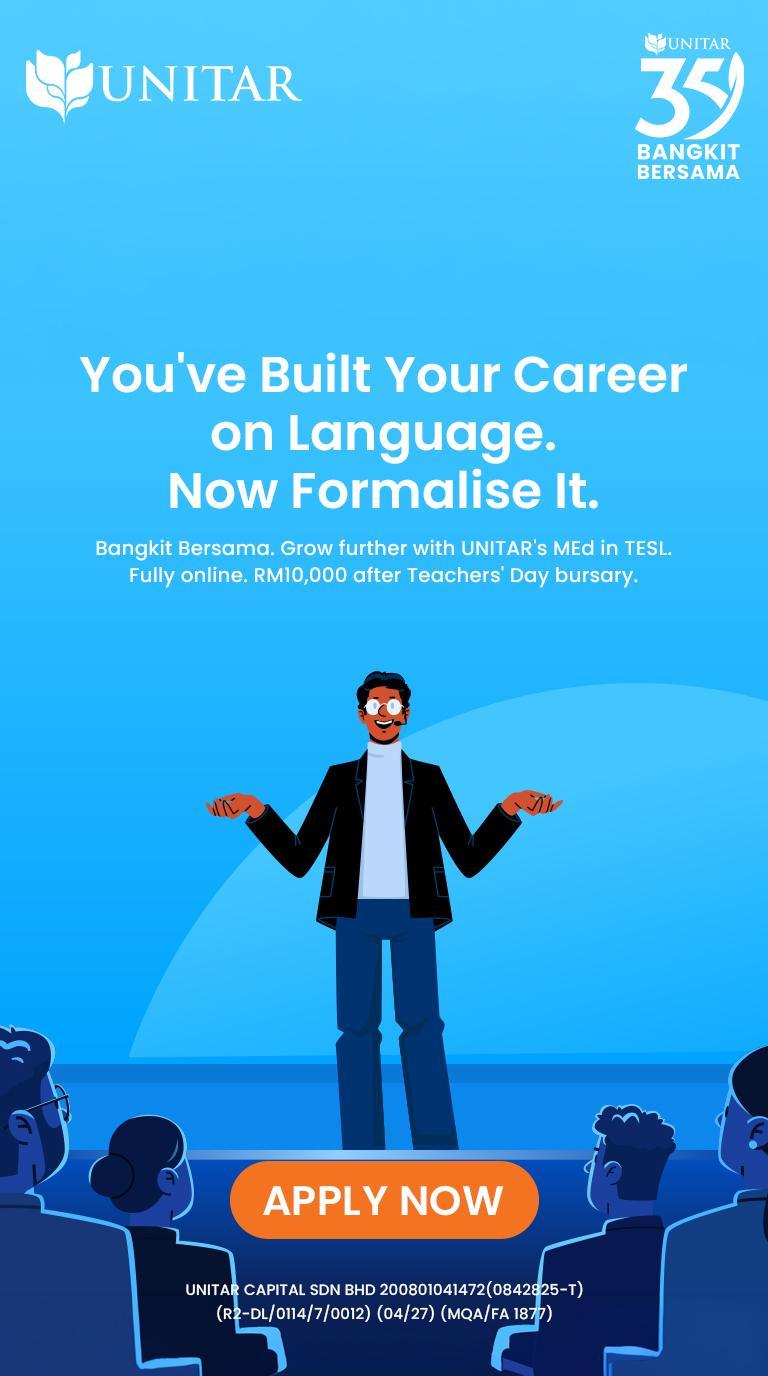 UNITAR
UNITAR
35
BANGKIT
BERSAMA
You've Built Your Career
on Language.
Now Formalise It.
Bangkit Bersama. Grow further with UNITAR's MEd in TESL.
Fully online. RM10,000 after Teachers' Day bursary.
APPLY NOW
UNITAR CAPITAL SDN BHD 200801041472(0842825-T)
(R2-DL/0114/7/0012) (04/27) (MQA/FA 1877)